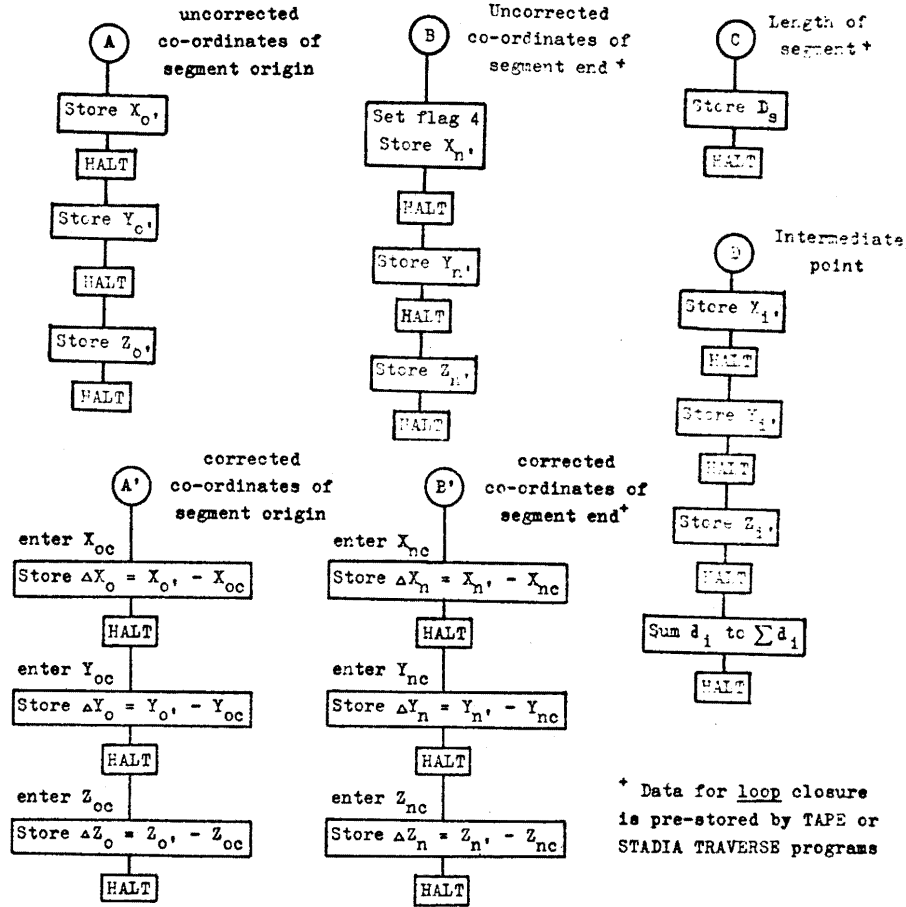 A
uncorrected
co-ordinates of
segment origin
Store X₀'
HALT
Store Y₀'
HALT
Store Z₀'
HALT
B
Uncorrected
co-ordinates of
segment end +
Set flag 4
Store Xn'
HALT
Store Yn'
HALT
Store Zn'
HALT
C
Length of
segment +
Store Ds
HALT
D
Intermediate
point
Store Xi'
HALT
Store Yi'
HALT
Store Zi'
HALT
Sum di to ∑di
HALT
A'
corrected
co-ordinates of
segment origin
enter Xoc
Store ΔXo = Xo' - Xoc
HALT
enter Yoc
Store ΔYo = Yo' - Yoc
HALT
enter Zoc
Store ΔZo = Zo' - Zoc
HALT
B'
corrected
co-ordinates of
segment end+
enter Xnc
Store ΔXn = Xn' - Xnc
HALT
enter Ync
Store ΔYn = Yn' - Ync
HALT
enter Znc
Store ΔZn = Zn' - Znc
HALT
+ Data for loop closure
is pre-stored by TAPE or
STADIA TRAVERSE programs